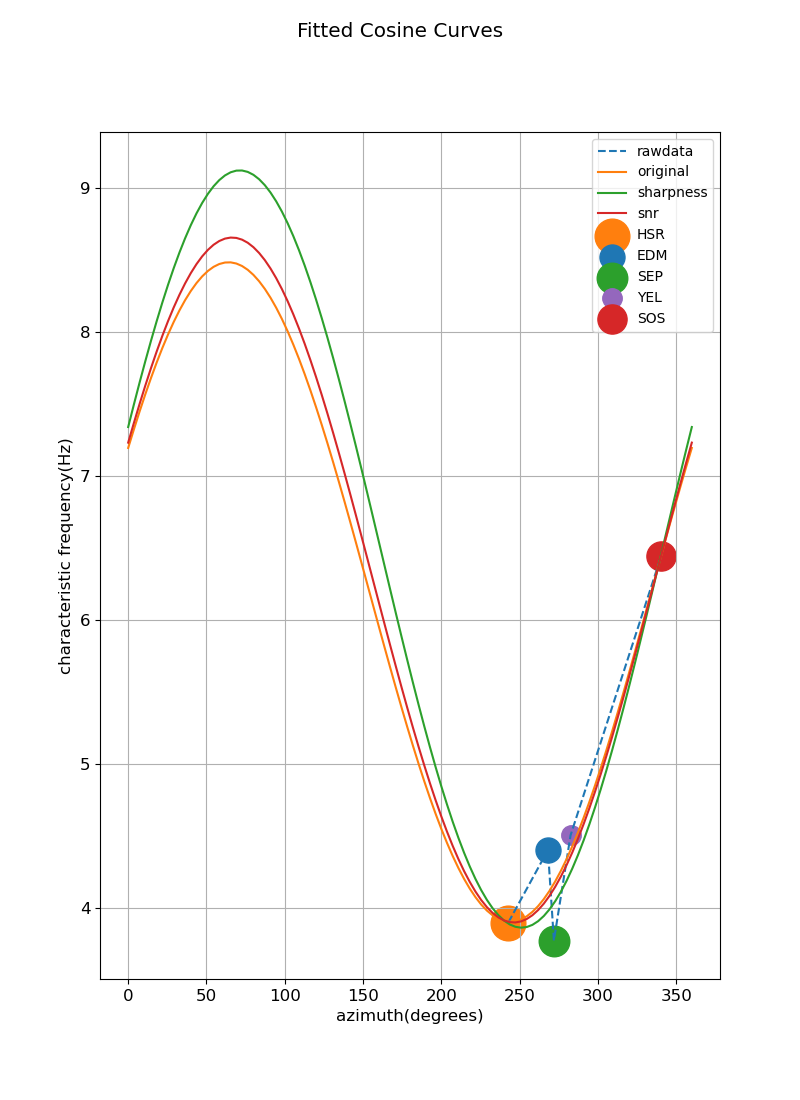 Fitted Cosine Curves
rawdata
original
sharpness
snr
HSR
EDM
SEP
YEL
SOS
characteristic frequency(Hz)
9
8
7
6
5
4
0 50 100 150 200 250 300 350
azimuth(degrees)